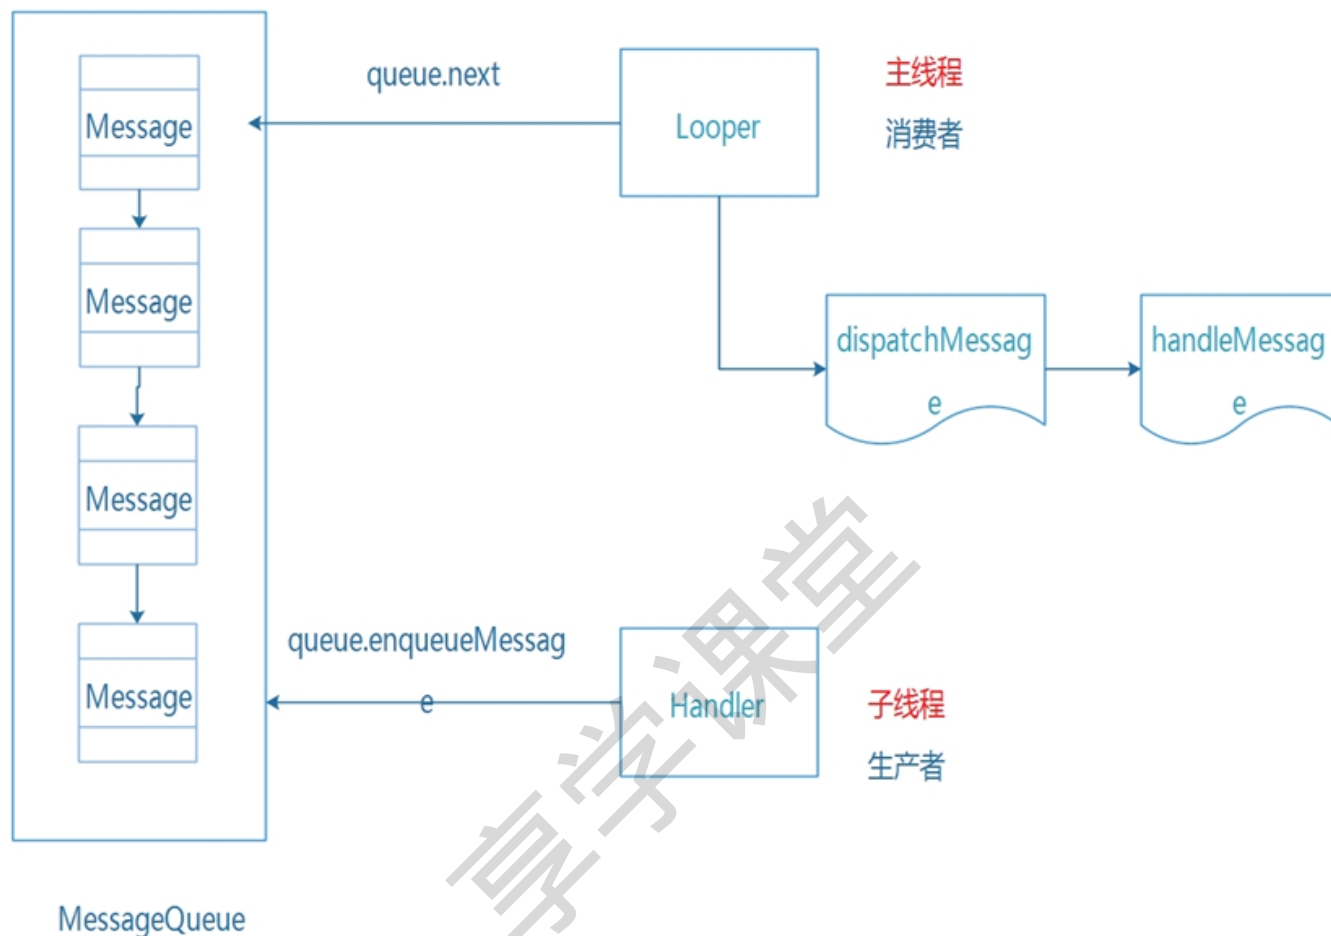 queue.next
主线程
Message
Looper
消费者
Message
dispatchMessag
e
handleMessag
e
Message
queue.enqueueMessag
e
Message
Handler
子线程
生产者
享学课堂
MessageQueue